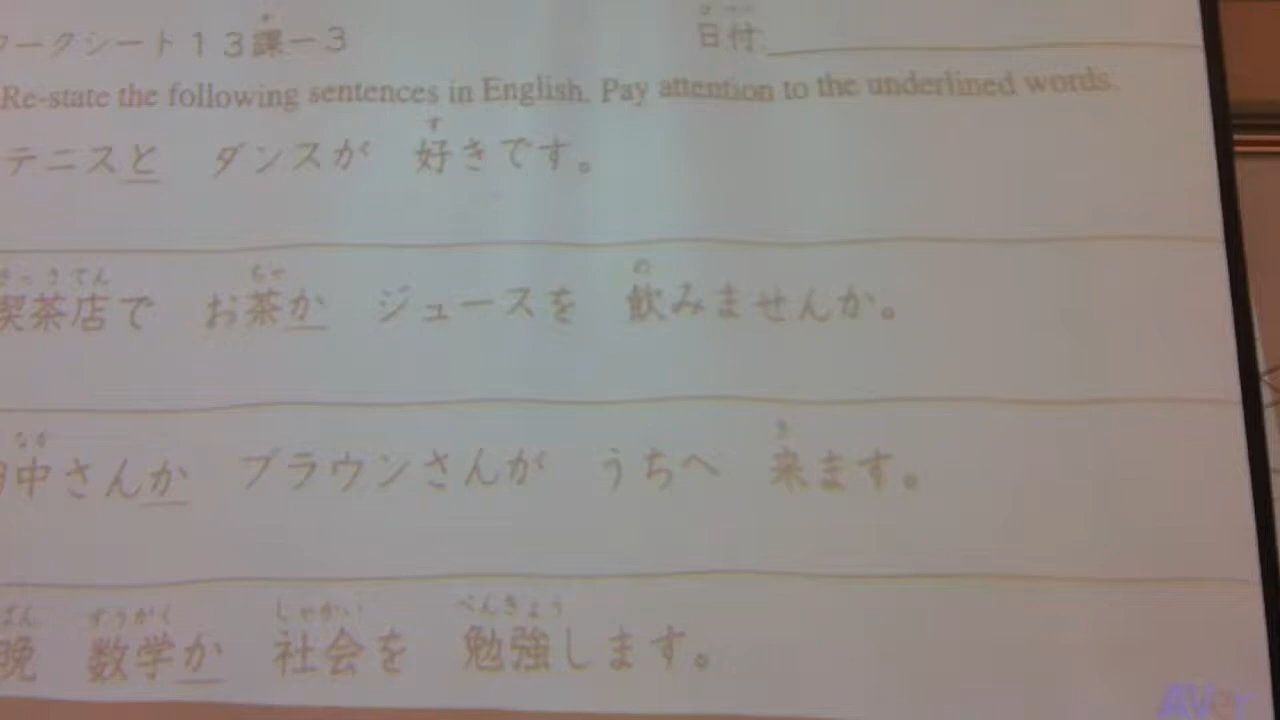 ークシート13課－3
日付
Re-state the following sentences in English. Pay attention to the underlined words.
テニスと ダンスが 好きです。
喫茶店で お茶か ジュースを 飲みませんか。
中さんか ブラウンさんが うちへ 来ます。
晩 数学か 社会を 勉強します。
AVer